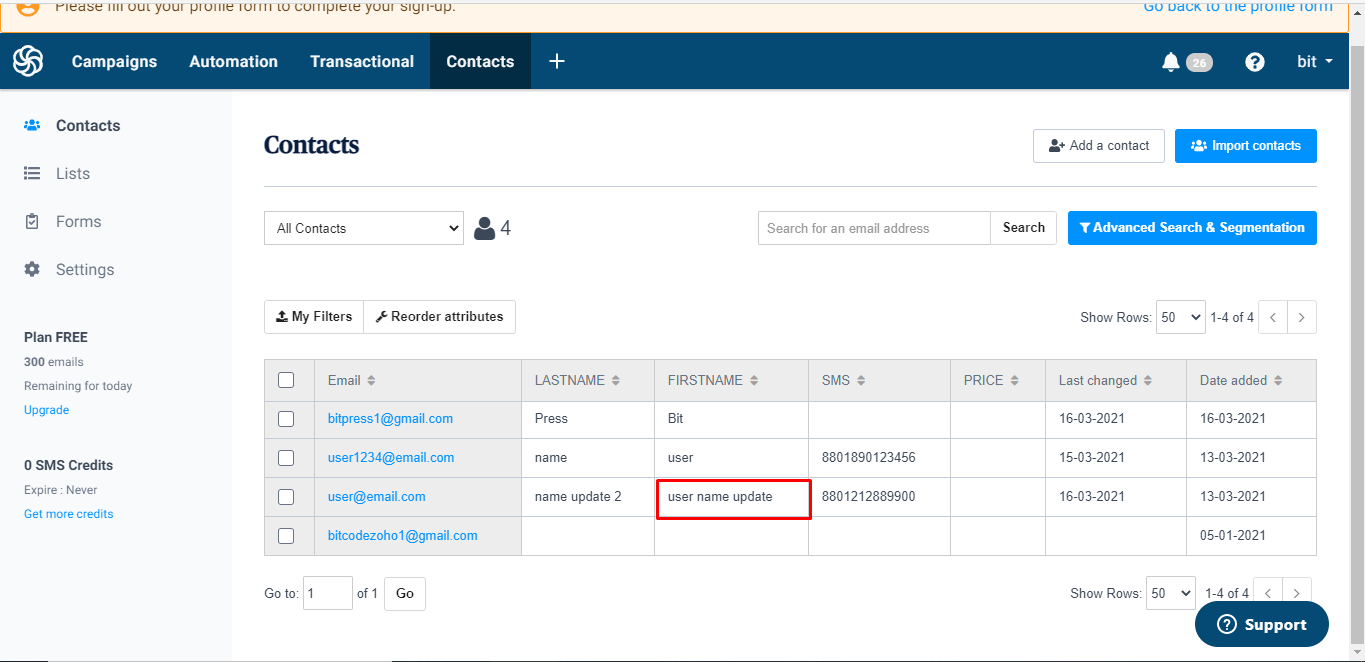 Please fill out your profile form to complete your sign-up. Go back to the profile form
Campaigns Automation Transactional Contacts 26 bit
Contacts
Lists
Forms
Settings
Plan FREE
300 emails
Remaining for today
Upgrade
0 SMS Credits
Expire : Never
Get more credits
Contacts Add a contact Import contacts
All Contacts 4 Search for an email address Search Advanced Search & Segmentation
My Filters Reorder attributes Show Rows: 50 1-4 of 4
Email LASTNAME FIRSTNAME SMS PRICE Last changed Date added
bitpress1@gmail.com Press Bit 16-03-2021 16-03-2021
user1234@email.com name user 8801890123456 15-03-2021 13-03-2021
user@email.com name update 2 user name update 8801212889900 16-03-2021 13-03-2021
bitcodezoho1@gmail.com 05-01-2021
Go to: 1 of 1 Go Show Rows: 50 1-4 of 4
Support